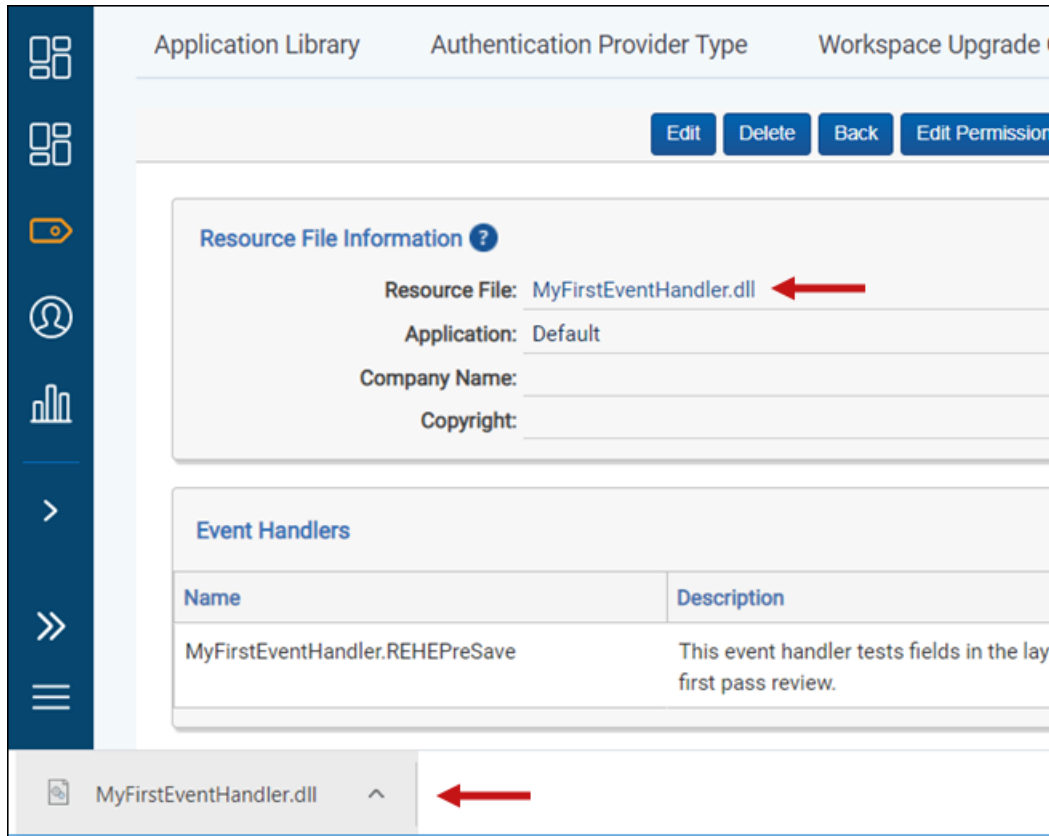 Application Library Authentication Provider Type Workspace Upgrade
Edit Delete Back Edit Permission
Resource File Information ?
Resource File: MyFirstEventHandler.dll
Application: Default
Company Name:
Copyright:
Event Handlers
Name Description
MyFirstEventHandler.REHEPreSave This event handler tests fields in the lay
first pass review.
MyFirstEventHandler.dll